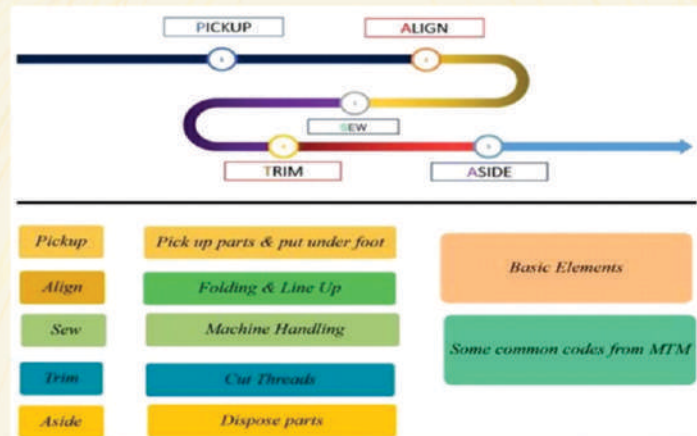 PICKUP
ALIGN
SEW
TRIM
ASIDE
Pickup
Pick up parts & put under foot
Basic Elements
Align
Folding & Line Up
Sew
Machine Handling
Some common codes from MTM
Trim
Cut Threads
Aside
Dispose parts